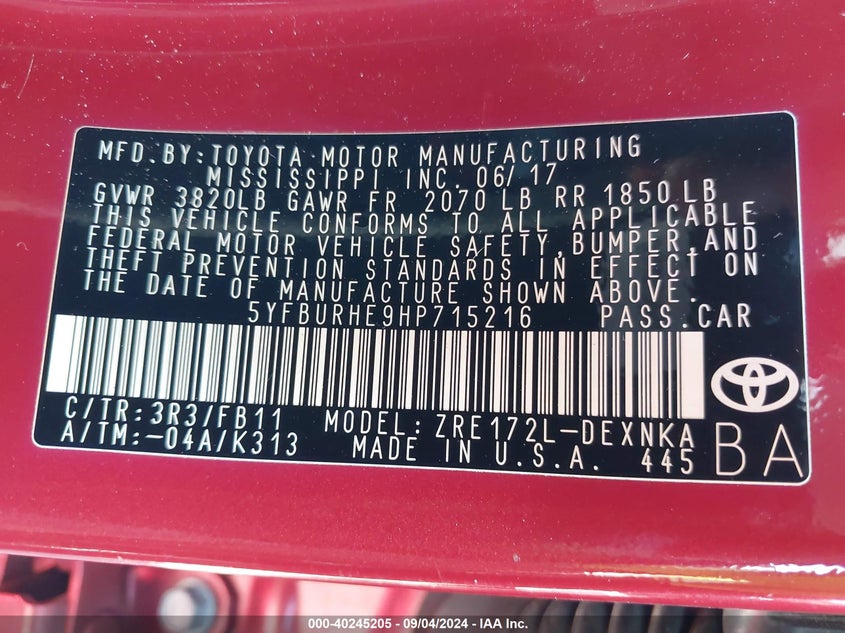 MFD.BY:TOYOTA MOTOR MANUFACTURING
MISSISSIPPI INC. 06/17
GVWR 3820LB GAWR FR 2070 LB RR 1850 LB
THIS VEHICLE CONFORMS TO ALL APPLICABLE
FEDERAL MOTOR VEHICLE SAFETY, BUMPER, AND
THEFT PREVENTION STANDARDS IN EFFECT ON
THE DATE OF MANUFACTURE SHOWN ABOVE.
5YFBURHE9HP715216 PASS.CAR
C/TR:3R3/FB11 MODEL:ZRE172L-DEXNKA
A/TM:-04A/K313 MADE IN U.S.A. 445 BA
000-40245205 - 09/04/2024 - IAA Inc.